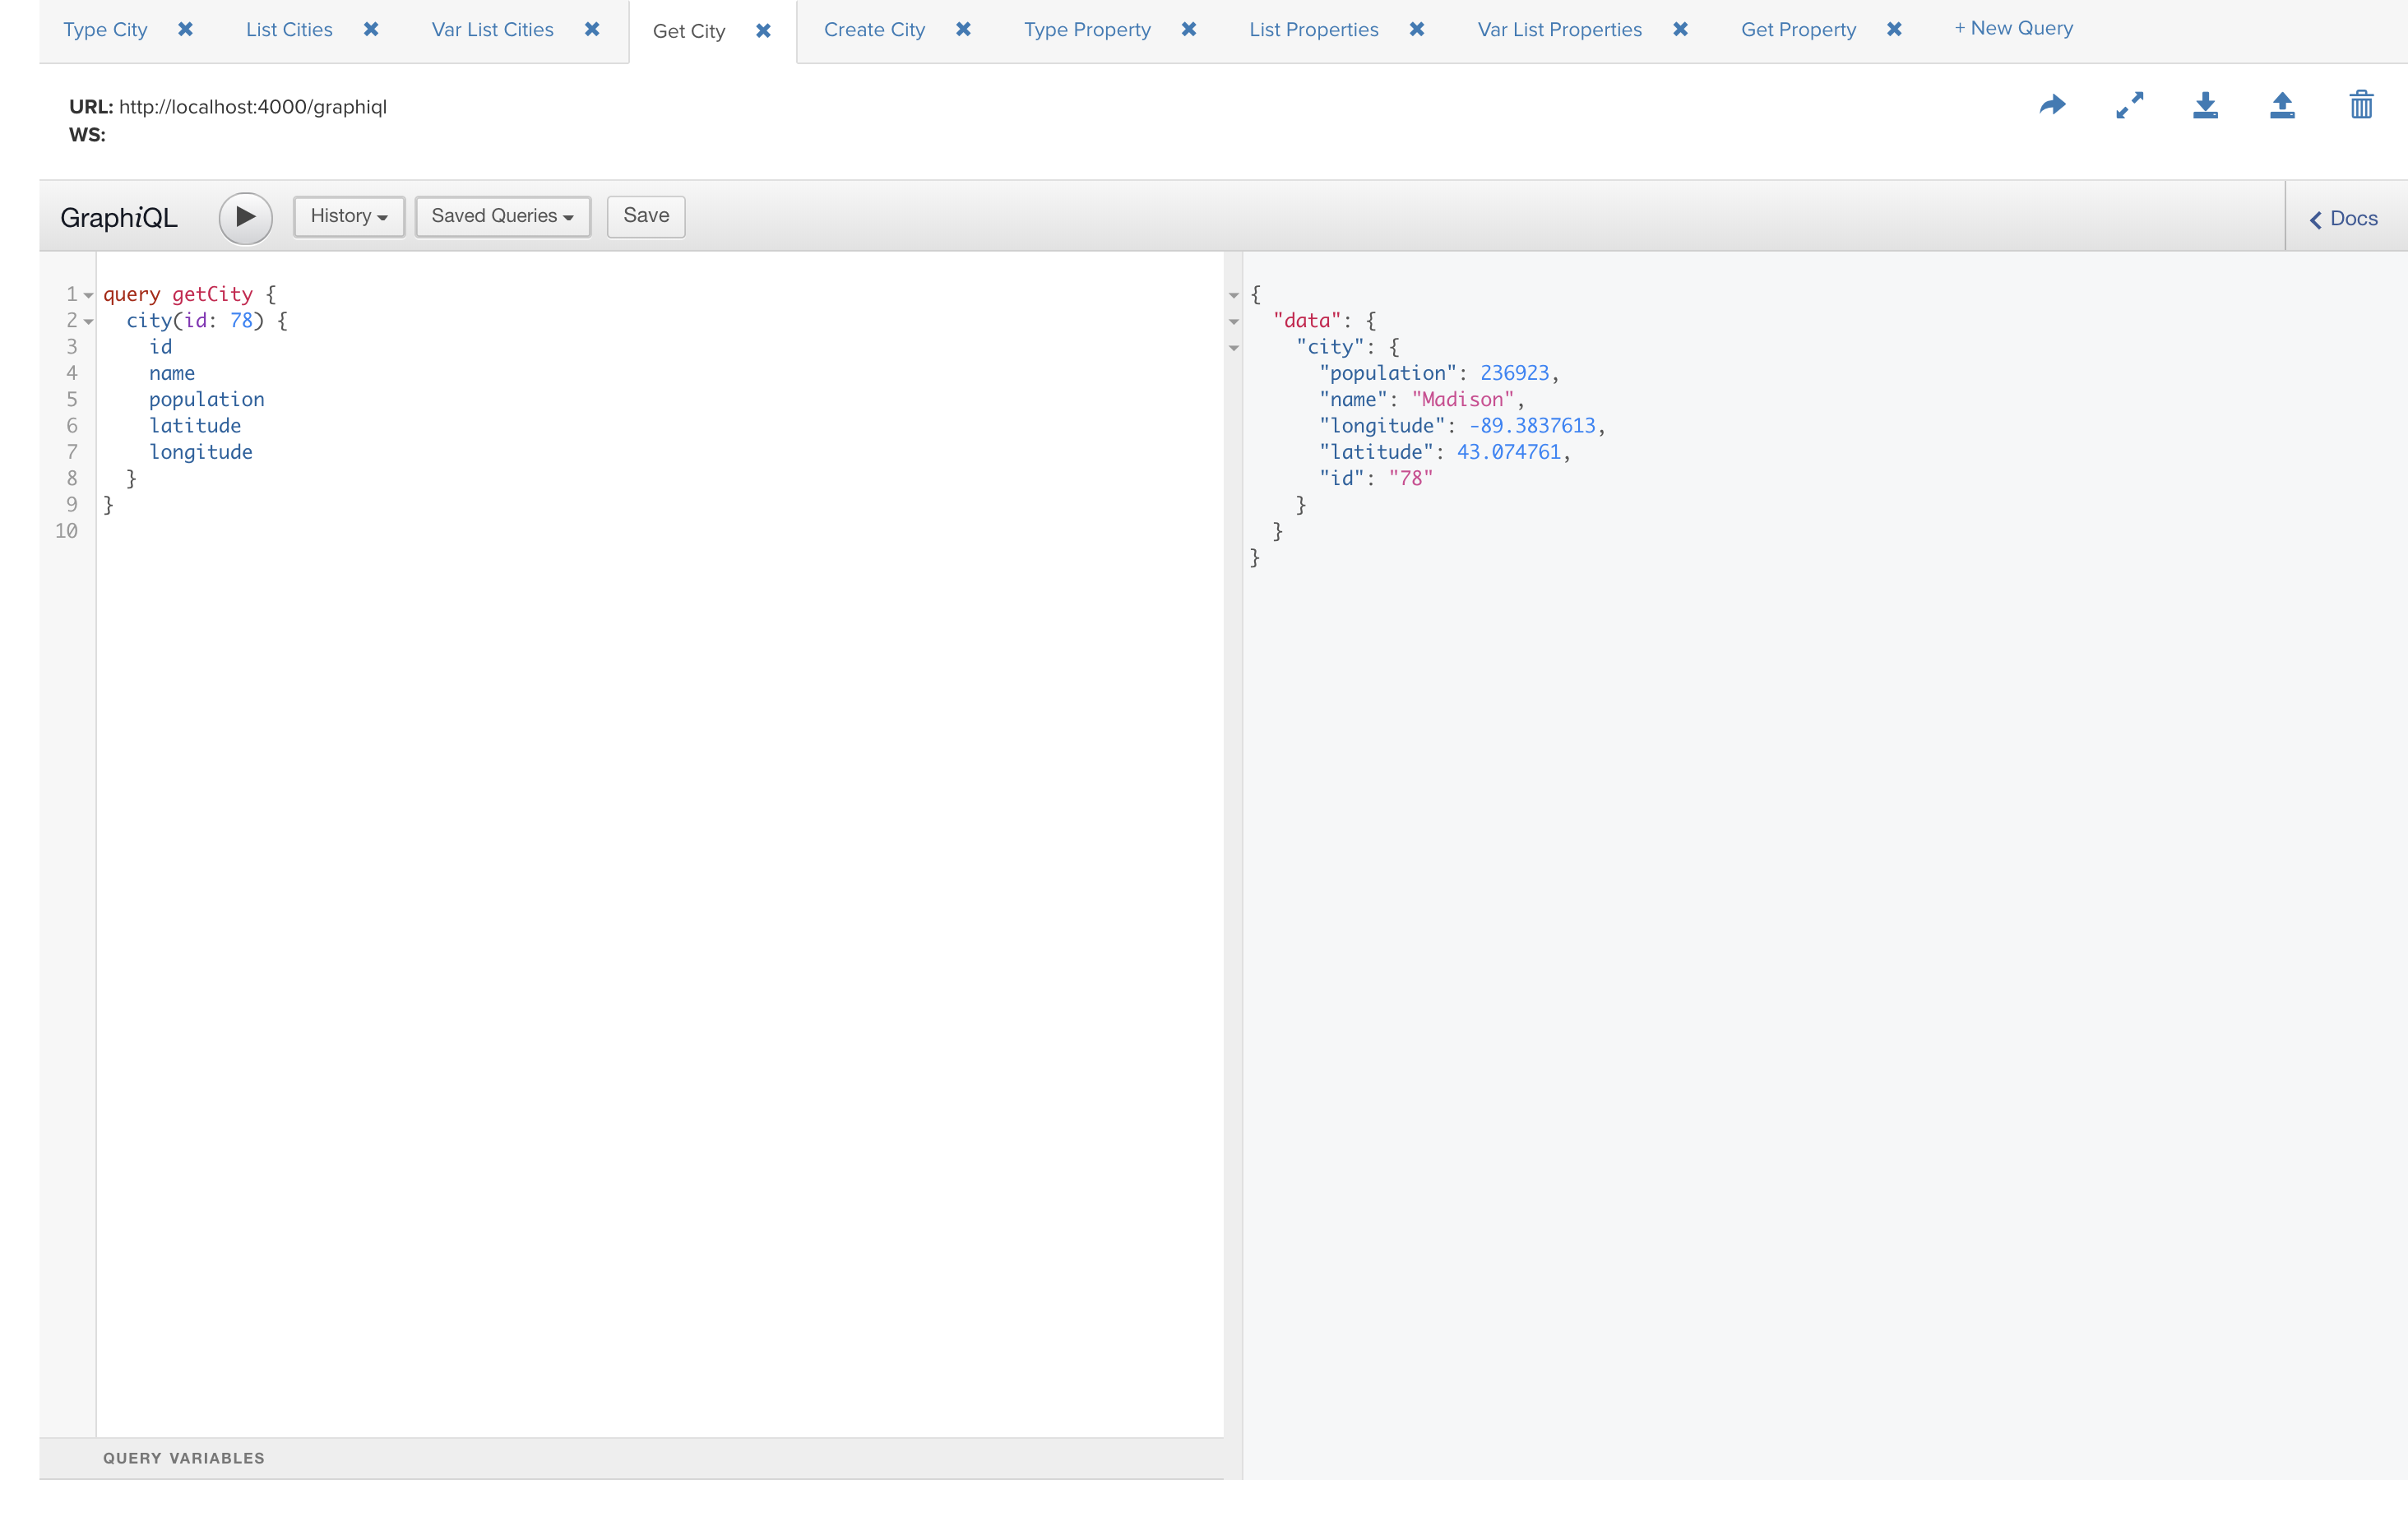 Type City ✖ List Cities ✖ Var List Cities ✖ Get City ✖ Create City ✖ Type Property ✖ List Properties ✖ Var List Properties ✖ Get Property ✖ + New Query
URL: http://localhost:4000/graphiql
WS:
GraphiQL History Saved Queries Save Docs
1 query getCity {
2 city(id: 78) {
3 id
4 name
5 population
6 latitude
7 longitude
8 }
9 }
10
{
"data": {
"city": {
"population": 236923,
"name": "Madison",
"longitude": -89.3837613,
"latitude": 43.074761,
"id": "78"
}
}
}
QUERY VARIABLES